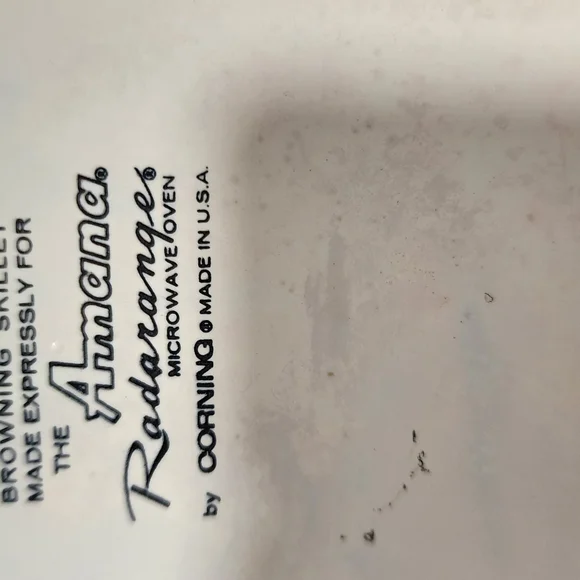 BROWNING SKILLET
MADE EXPRESSLY FOR
THE Amana®
Radarange®
MICROWAVE/OVEN
by CORNING ® MADE IN U.S.A.